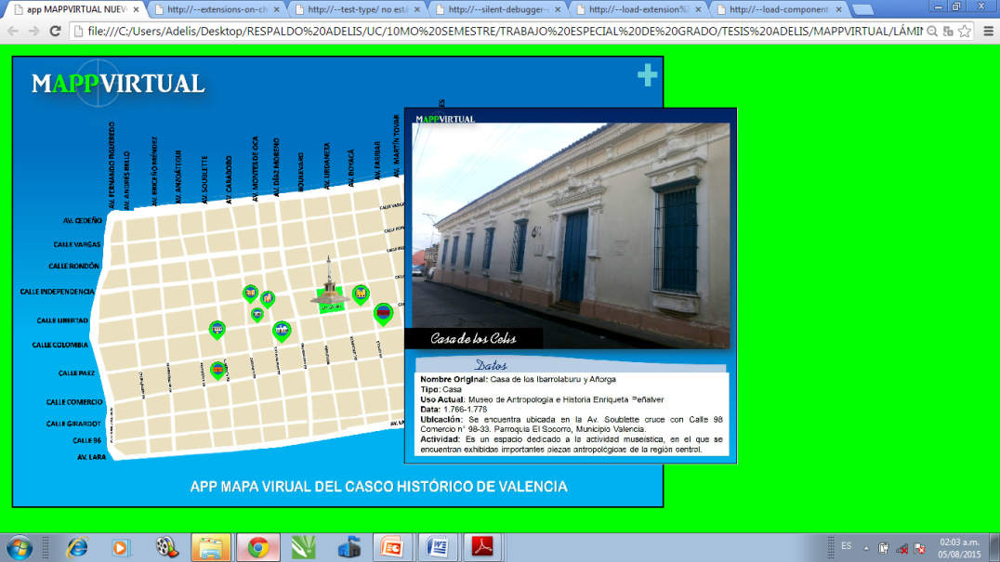 app MAPPVIRTUAL NUEV
http://--extensions-on-ch
http://--test-type/ no está
http://--silent-debugger-
http://--load-extension%
http://--load-component-
file:///C:/Users/Adelis/Desktop/RESPALDO%20ADELIS/UC/10MO%20SEMESTRE/TRABAJO%20ESPECIAL%20DE%20GRADO/TESIS%20ADELIS/MAPPVIRTUAL/LÁMIN
MAPPVIRTUAL
AV. FERNANDO FIGUEREDO
AV. ANDRÉS BELLO
AV. BRICEÑO MÉNDEZ
AV. ANZOÁTEGUI
AV. SOUBLETTE
AV. CARABOBO
AV. MONTES DE OCA
AV. DÍAZ MORENO
BOULEVARD
AV. URDANETA
AV. BOYACÁ
AV. FARRIAR
AV. MARTÍN TOVAR
ES
AV. CEDEÑO
CALLE VARGAS
CALLE RONDÓN
CALLE INDEPENDENCIA
CALLE LIBERTAD
CALLE COLOMBIA
CALLE PAEZ
CALLE COMERCIO
CALLE GIRARDOT
CALLE 96
AV. LARA
CALLE VARGAS
AV. LA
MAPPVIRTUAL
Casa de los Celis
Datos
Nombre Original: Casa de los Ibarrolaburu y Añorga
Tipo: Casa
Uso Actual: Museo de Antropología e Historia Enriqueta Peñalver
Data: 1.766-1.776
Ubicación: Se encuentra ubicada en la Av. Soublette cruce con Calle 98
Comercio n° 98-33. Parroquia El Socorro, Municipio Valencia.
Actividad: Es un espacio dedicado a la actividad museística, en el que se
encuentran exhibidas importantes piezas antropológicas de la región central.
APP MAPA VIRUAL DEL CASCO HISTÓRICO DE VALENCIA
ES
02:03 a.m.
05/08/2015